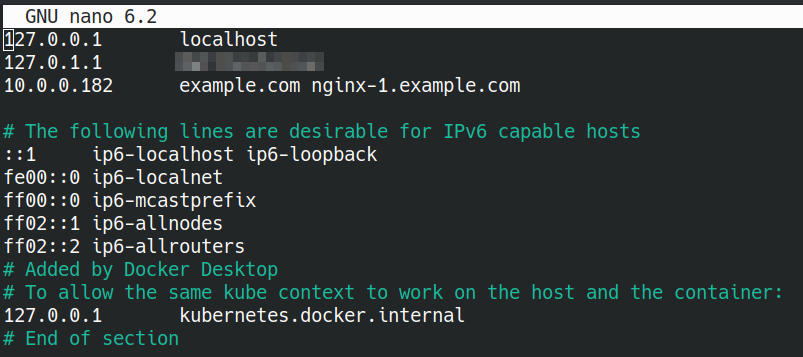 GNU nano 6.2
127.0.0.1 localhost
127.0.1.1
10.0.0.182 example.com nginx-1.example.com
# The following lines are desirable for IPv6 capable hosts
::1 ip6-localhost ip6-loopback
fe00::0 ip6-localnet
ff00::0 ip6-mcastprefix
ff02::1 ip6-allnodes
ff02::2 ip6-allrouters
# Added by Docker Desktop
# To allow the same kube context to work on the host and the container:
127.0.0.1 kubernetes.docker.internal
# End of section